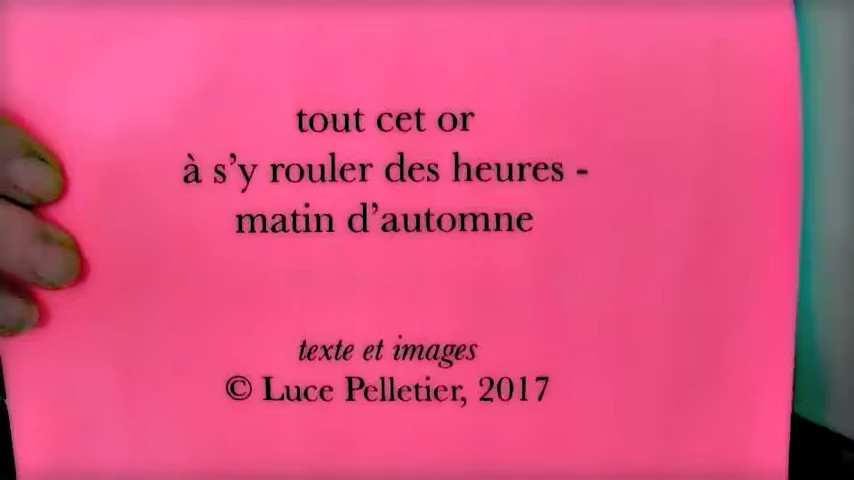 tout cet or
à s’y rouler des heures -
matin d’automne
texte et images
© Luce Pelletier, 2017